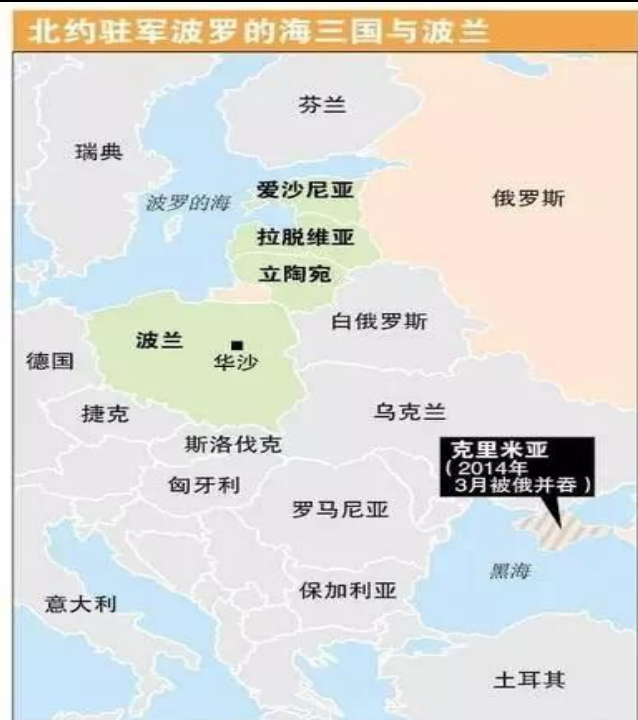 北约驻军波罗的海三国与波兰
芬兰
瑞典
爱沙尼亚
俄罗斯
波罗的海
拉脱维亚
立陶宛
白俄罗斯
波兰
华沙
德国
捷克
乌克兰
斯洛伐克
克里米亚
（2014年
3月被俄并吞）
匈牙利
罗马尼亚
黑海
保加利亚
意大利
土耳其